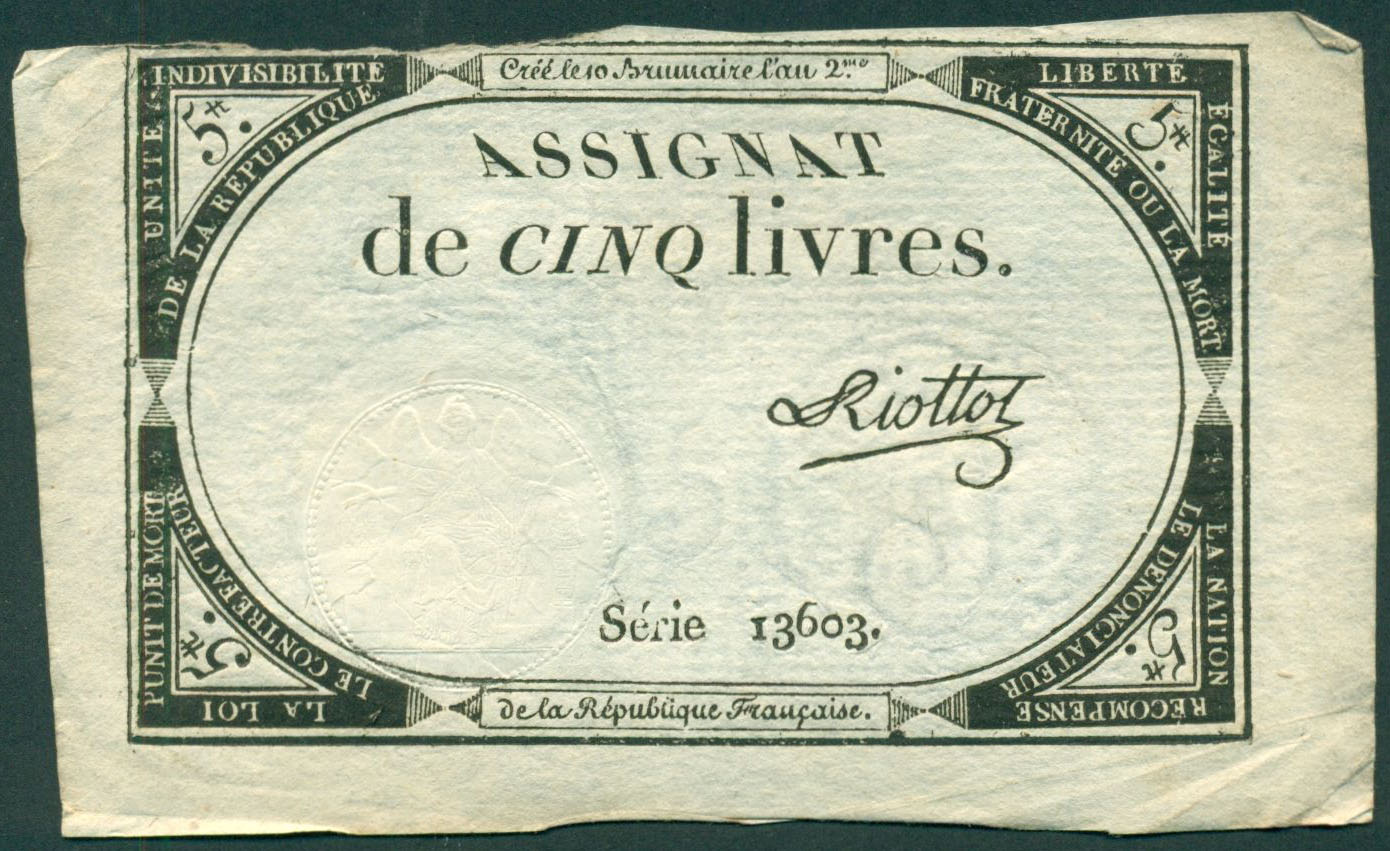 Créé le 10 Brumaire l'an 2.me
UNITÉ INDIVISIBILITÉ
DE LA RÉPUBLIQUE
5₶.
LIBERTÉ ÉGALITÉ
FRATERNITÉ OU LA MORT
5₶.
ASSIGNAT
de CINQ livres.
Riottot
Série 13603.
LA LOI PUNIT DE MORT
LE CONTREFACTEUR
5₶.
LA NATION RÉCOMPENSE
LE DENONCIATEUR
5₶.
de la République Française.